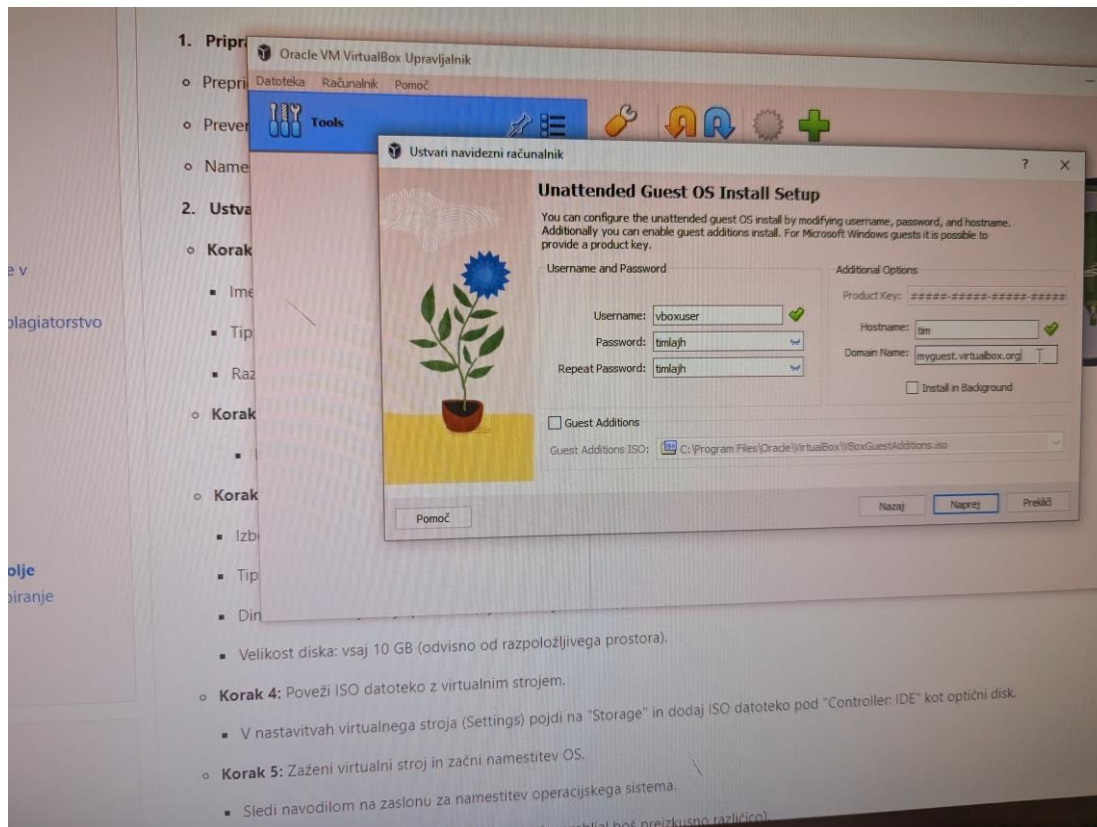 1. Pripr
Oracle VM VirtualBox Upravljalnik
Prepri
Datoteka Računalnik Pomoč
Prever
Tools
Name
Ustvari navidezni računalnik
? X
2. Ustva
Unattended Guest OS Install Setup
You can configure the unattended guest OS install by modifying username, password, and hostname.
Additionally you can enable guest additions install. For Microsoft Windows guests it is possible to
provide a product key.
Korak
e v
Username and Password
Additional Options
Ime
Product Key: #####-#####-#####-#####
Username: vboxuser
Hostname: tim
plagiatorstvo
Tip
Password: timlajh
Domain Name: myguest.virtualbox.org
Raz
Repeat Password: timlajh
Install in Background
Korak
Guest Additions
Guest Additions ISO: C:\Program Files\Oracle\VirtualBox\VBoxGuestAdditions.iso
Korak
Pomoč
Nazaj Naprej Prekliči
Izb
olje
Tip
piranje
Din
Velikost diska: vsaj 10 GB (odvisno od razpoložljivega prostora).
Korak 4: Poveži ISO datoteko z virtualnim strojem.
V nastavitvah virtualnega stroja (Settings) pojdi na "Storage" in dodaj ISO datoteko pod "Controller: IDE" kot optični disk.
Korak 5: Zaženi virtualni stroj in začni namestitev OS.
Sledi navodilom na zaslonu za namestitev operacijskega sistema.
boš preizkusno različico)